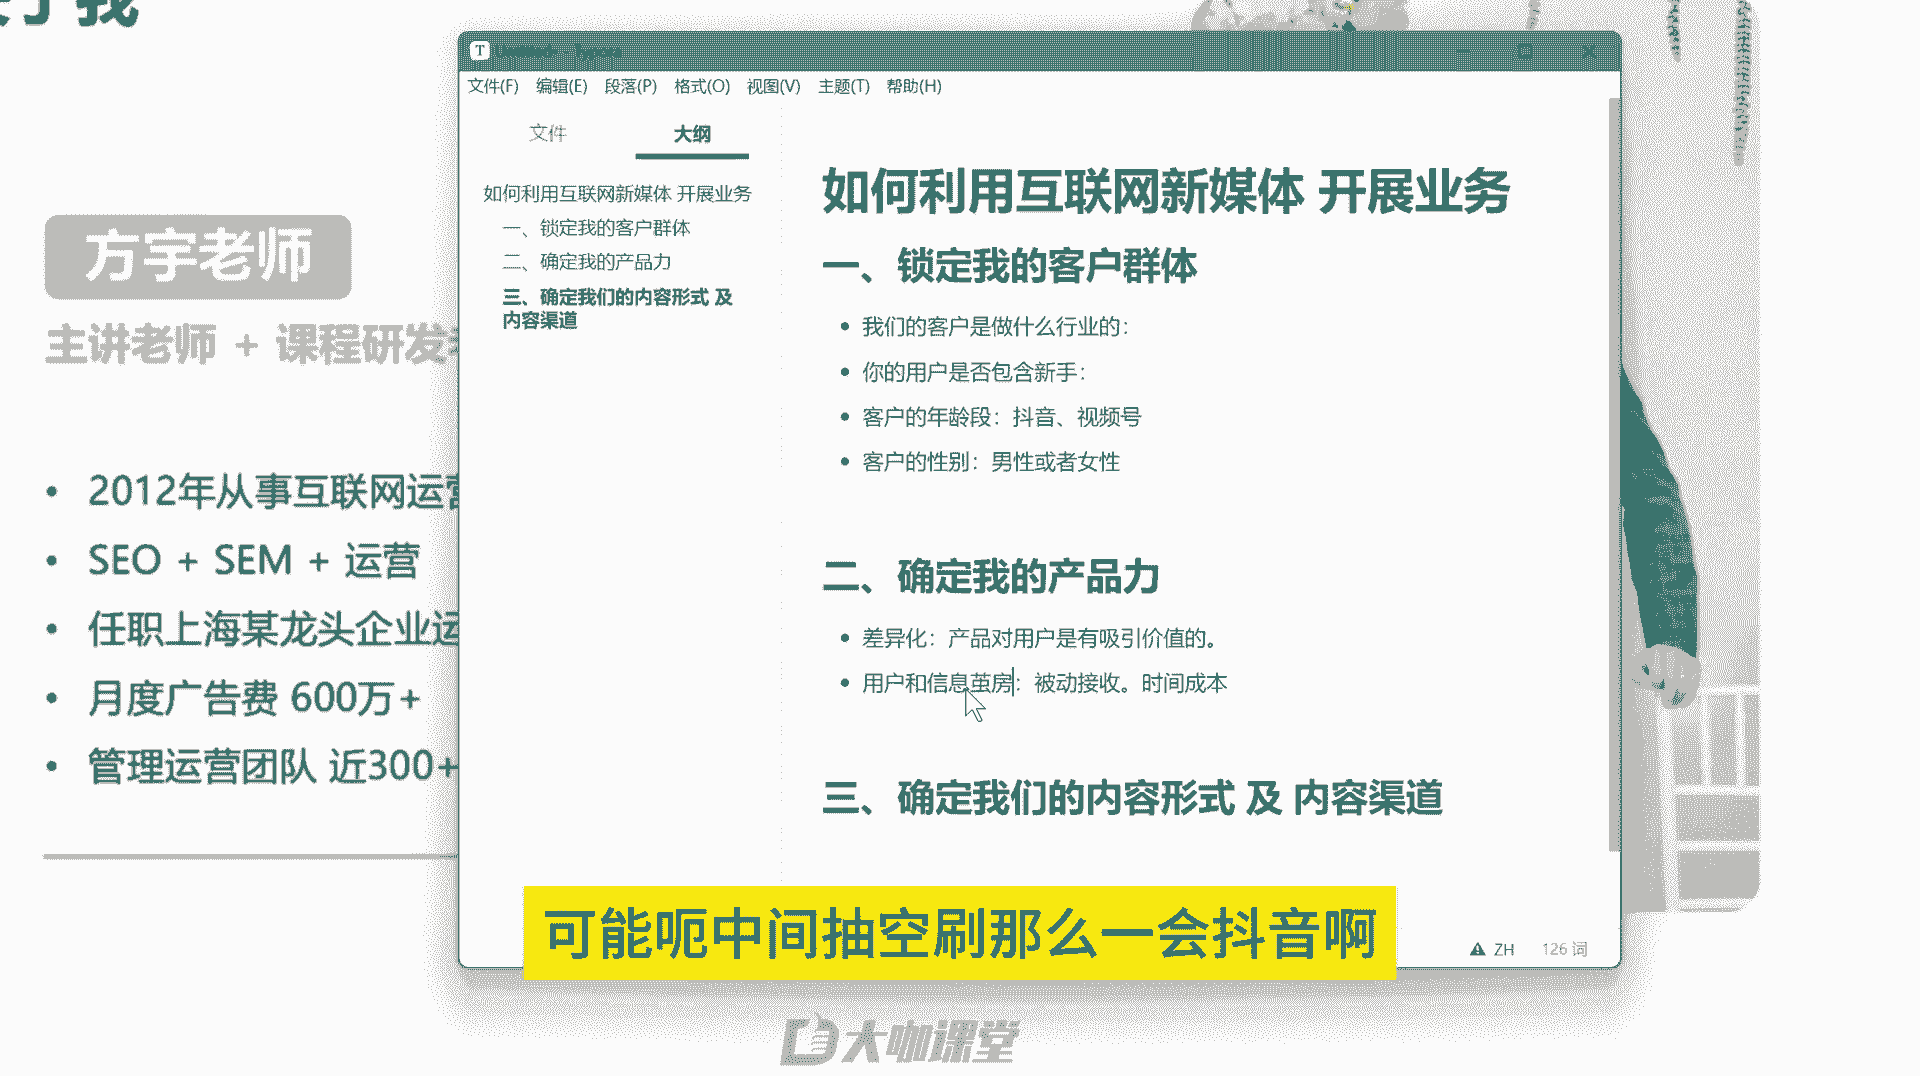 方宇老师
主讲老师 + 课程研发
2012年从事互联网运营
SEO + SEM + 运营
任职上海某龙头企业运
月度广告费 600万+
管理运营团队 近300+
T
文件(F) 编辑(E) 段落(P) 格式(O) 视图(V) 主题(T) 帮助(H)
文件 大纲
如何利用互联网新媒体 开展业务
一、锁定我的客户群体
二、确定我的产品力
三、确定我们的内容形式 及
内容渠道
如何利用互联网新媒体 开展业务
一、锁定我的客户群体
我们的客户是做什么行业的：
你的用户是否包含新手：
客户的年龄段：抖音、视频号
客户的性别：男性或者女性
二、确定我的产品力
差异化：产品对用户是有吸引价值的。
用户和信息茧房：被动接收。时间成本
三、确定我们的内容形式 及 内容渠道
ZH 126 词
可能呃中间抽空刷那么一会抖音啊
大咖课堂